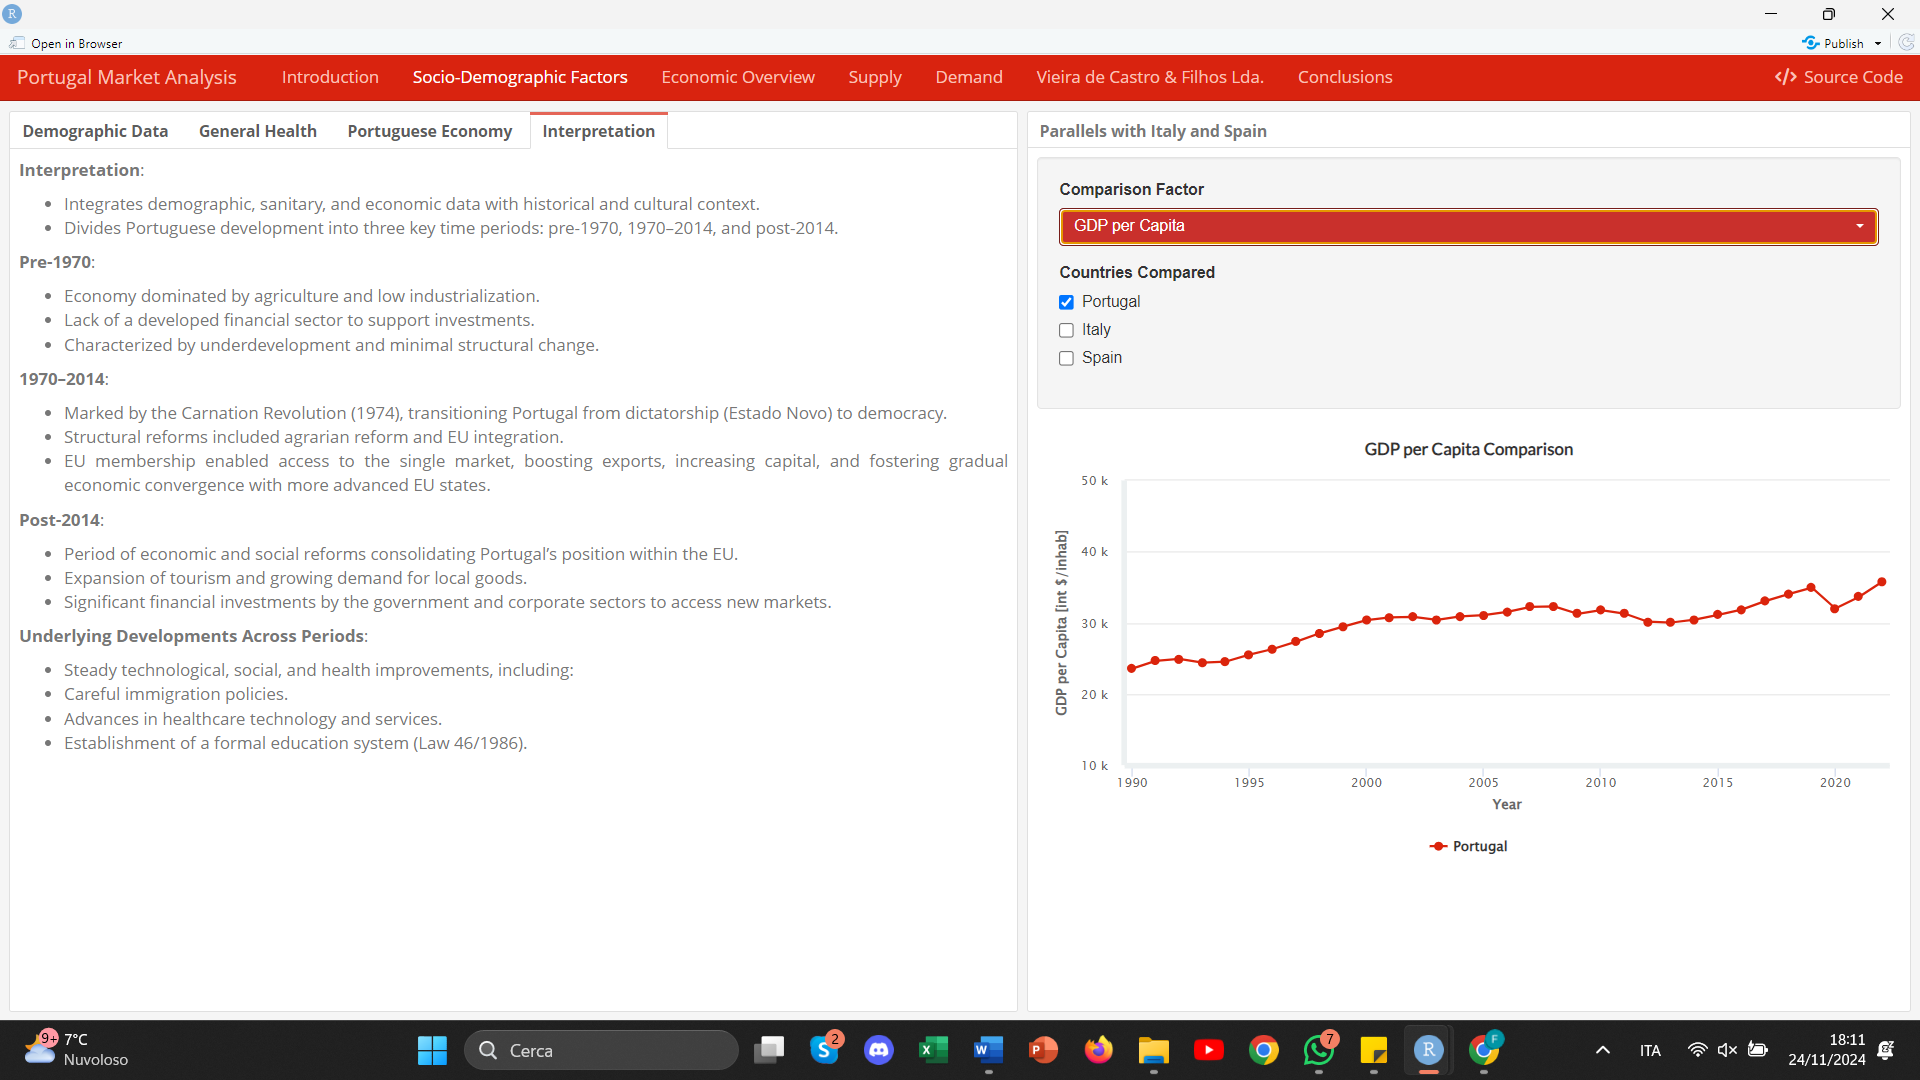 Open in Browser
Publish
Portugal Market Analysis
Introduction
Socio-Demographic Factors
Economic Overview
Supply
Demand
Vieira de Castro & Filhos Lda.
Conclusions
</> Source Code
Demographic Data
General Health
Portuguese Economy
Interpretation
Interpretation:
Integrates demographic, sanitary, and economic data with historical and cultural context.
Divides Portuguese development into three key time periods: pre-1970, 1970–2014, and post-2014.
Pre-1970:
Economy dominated by agriculture and low industrialization.
Lack of a developed financial sector to support investments.
Characterized by underdevelopment and minimal structural change.
1970–2014:
Marked by the Carnation Revolution (1974), transitioning Portugal from dictatorship (Estado Novo) to democracy.
Structural reforms included agrarian reform and EU integration.
EU membership enabled access to the single market, boosting exports, increasing capital, and fostering gradual
economic convergence with more advanced EU states.
Post-2014:
Period of economic and social reforms consolidating Portugal’s position within the EU.
Expansion of tourism and growing demand for local goods.
Significant financial investments by the government and corporate sectors to access new markets.
Underlying Developments Across Periods:
Steady technological, social, and health improvements, including:
Careful immigration policies.
Advances in healthcare technology and services.
Establishment of a formal education system (Law 46/1986).
Parallels with Italy and Spain
Comparison Factor
GDP per Capita
Countries Compared
Portugal
Italy
Spain
GDP per Capita Comparison
GDP per Capita [int $/inhab]
50 k
40 k
30 k
20 k
10 k
1990
1995
2000
2005
2010
2015
2020
Year
Portugal
9+
7°C
Nuvoloso
Cerca
2
7
F
ITA
18:11
24/11/2024